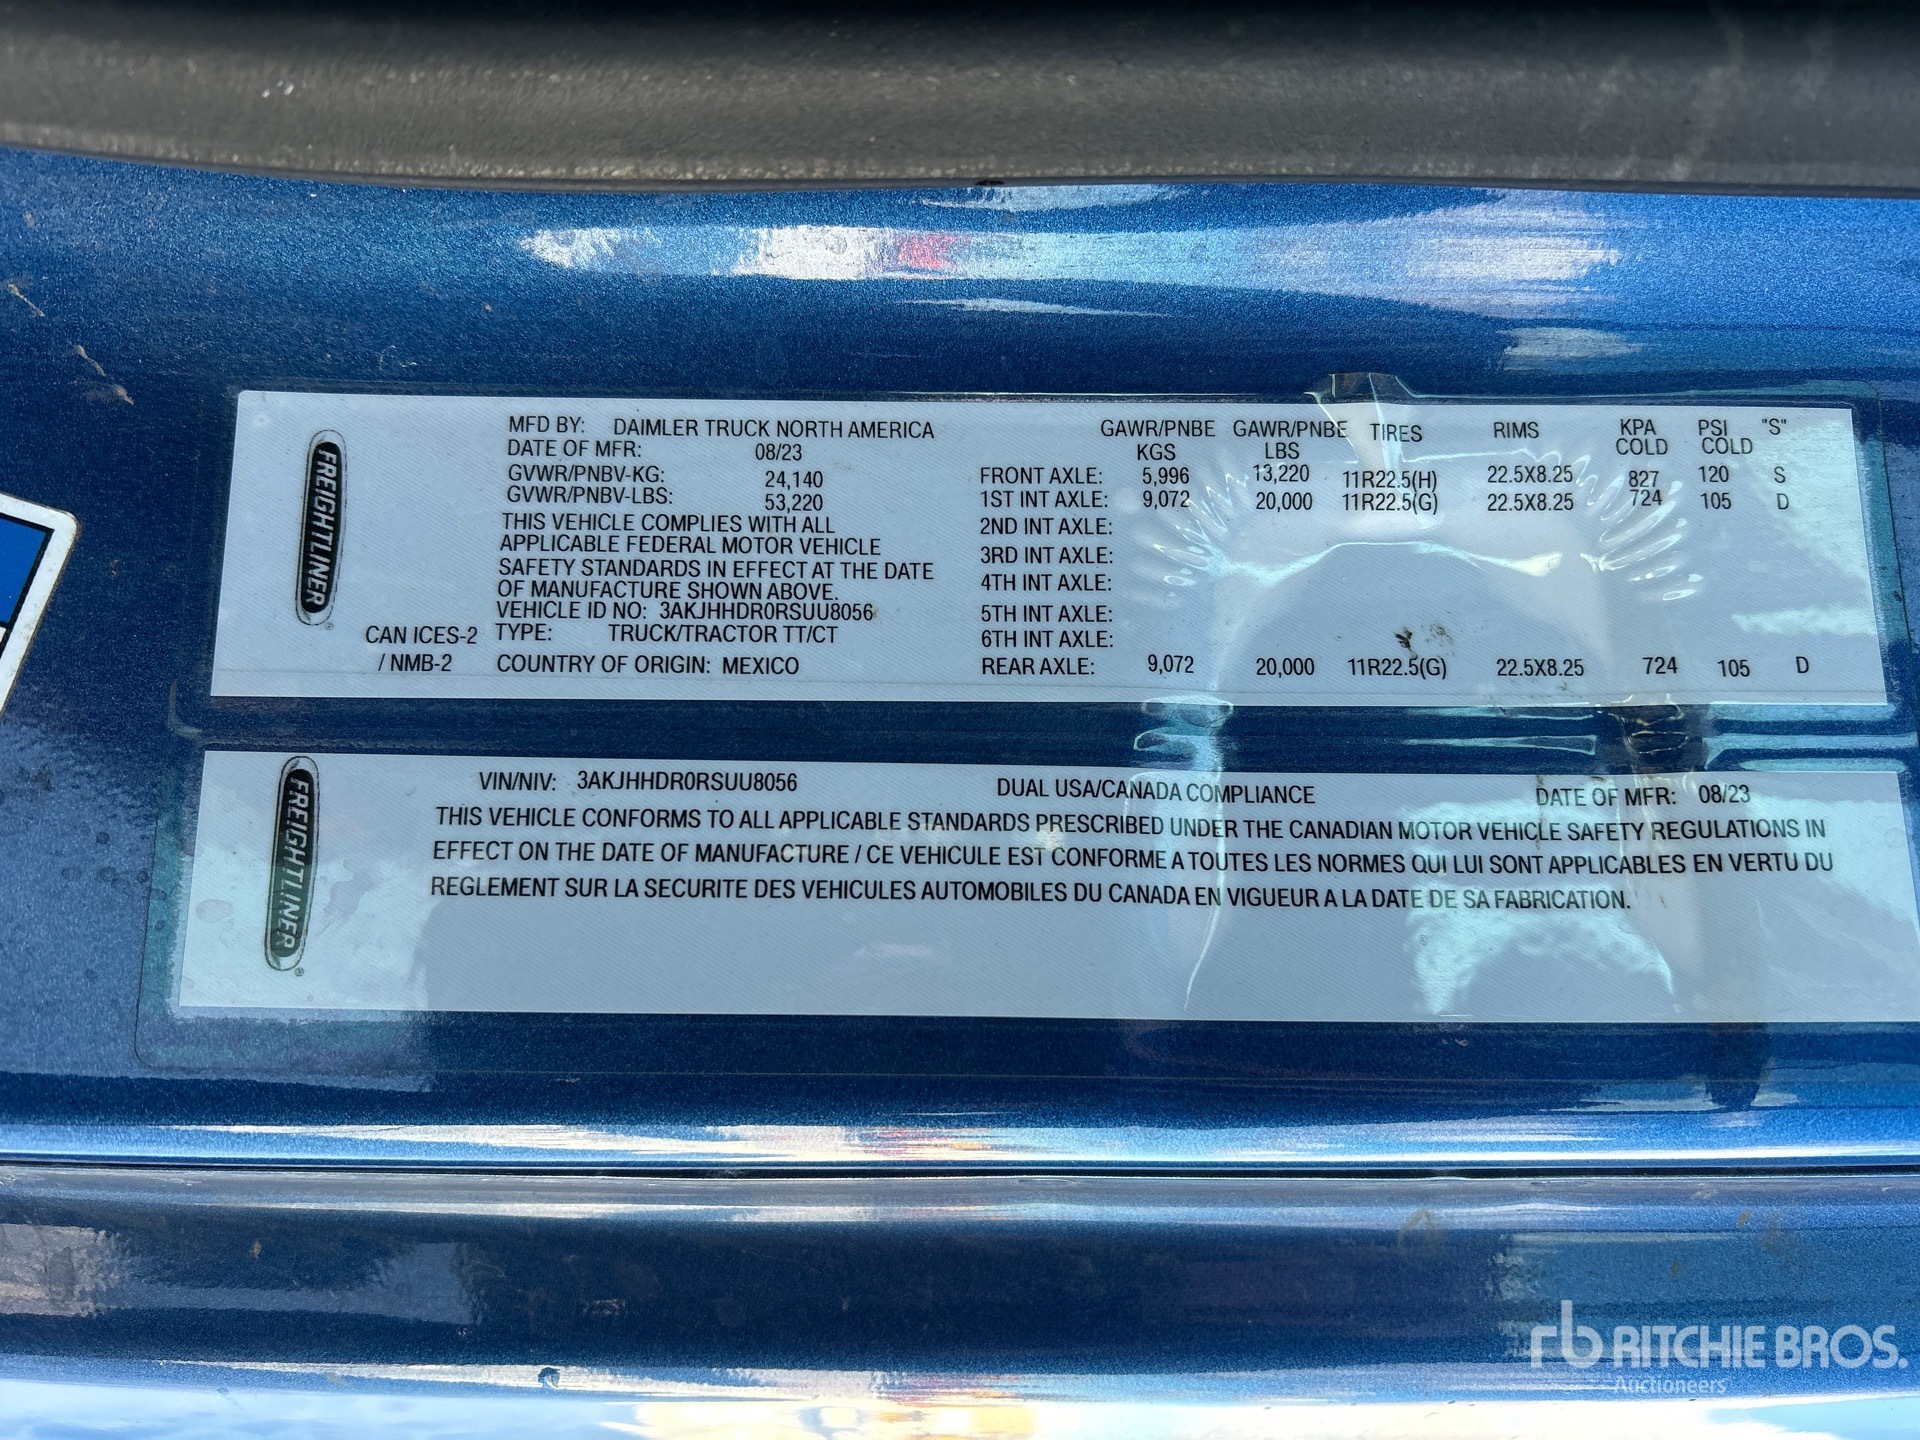 FREIGHTLINER
MFD BY: DAIMLER TRUCK NORTH AMERICA
DATE OF MFR: 08/23
GVWR/PNBV-KG: 24,140
GVWR/PNBV-LBS: 53,220
THIS VEHICLE COMPLIES WITH ALL
APPLICABLE FEDERAL MOTOR VEHICLE
SAFETY STANDARDS IN EFFECT AT THE DATE
OF MANUFACTURE SHOWN ABOVE.
VEHICLE ID NO: 3AKJHHDR0RSUU8056
CAN ICES-2 TYPE: TRUCK/TRACTOR TT/CT
/ NMB-2 COUNTRY OF ORIGIN: MEXICO
GAWR/PNBE GAWR/PNBE TIRES RIMS KPA PSI "S"
KGS LBS COLD COLD
FRONT AXLE: 5,996 13,220 11R22.5(H) 22.5X8.25 827 120 S
1ST INT AXLE: 9,072 20,000 11R22.5(G) 22.5X8.25 724 105 D
2ND INT AXLE:
3RD INT AXLE:
4TH INT AXLE:
5TH INT AXLE:
6TH INT AXLE:
REAR AXLE: 9,072 20,000 11R22.5(G) 22.5X8.25 724 105 D
FREIGHTLINER
VIN/NIV: 3AKJHHDR0RSUU8056 DUAL USA/CANADA COMPLIANCE DATE OF MFR: 08/23
THIS VEHICLE CONFORMS TO ALL APPLICABLE STANDARDS PRESCRIBED UNDER THE CANADIAN MOTOR VEHICLE SAFETY REGULATIONS IN
EFFECT ON THE DATE OF MANUFACTURE / CE VEHICULE EST CONFORME A TOUTES LES NORMES QUI LUI SONT APPLICABLES EN VERTU DU
REGLEMENT SUR LA SECURITE DES VEHICULES AUTOMOBILES DU CANADA EN VIGUEUR A LA DATE DE SA FABRICATION.
rb RITCHIE BROS.
Auctioneers